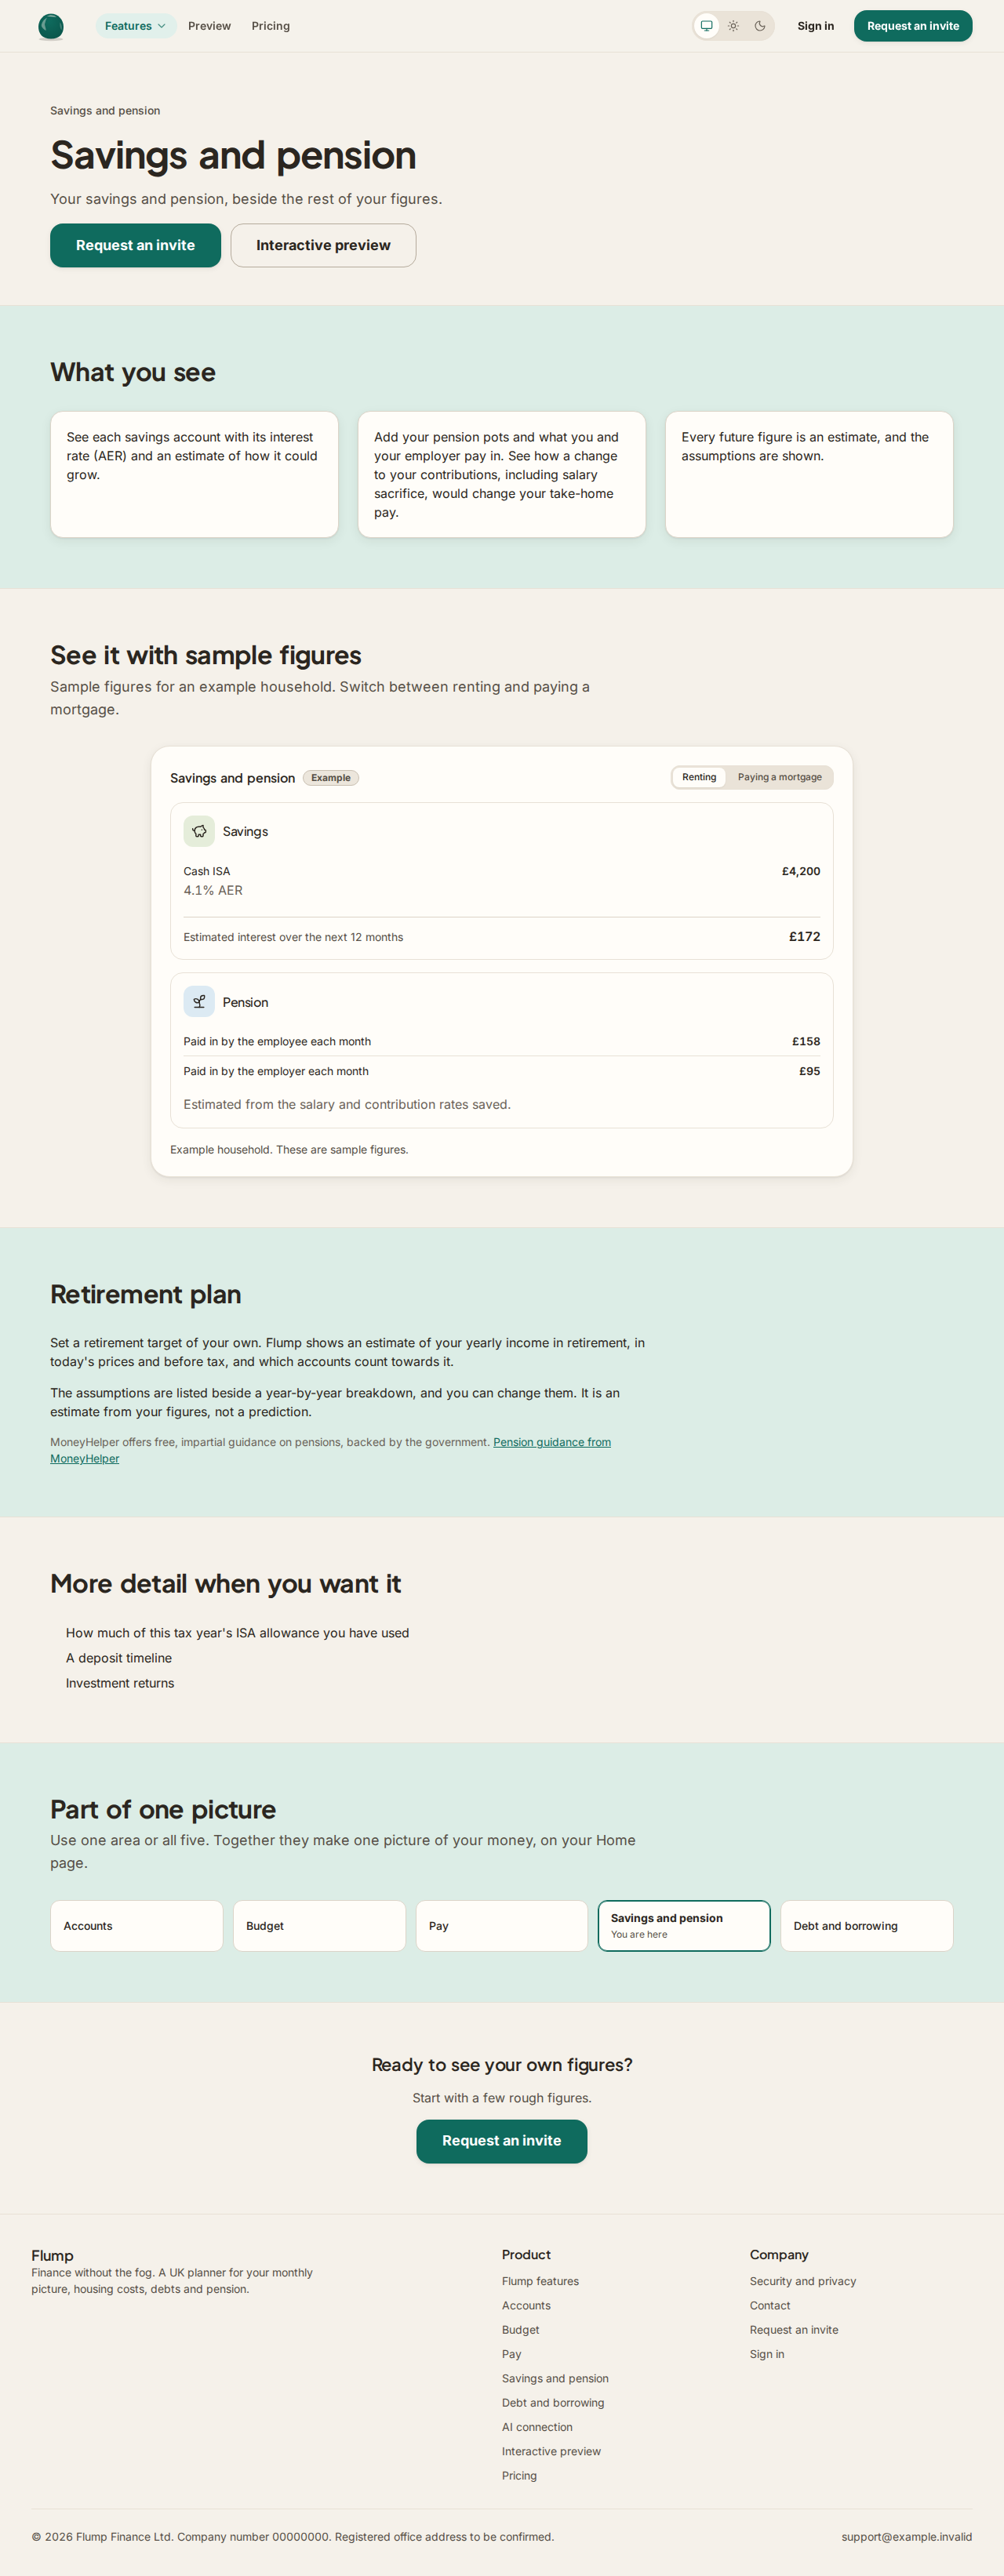 Features
Preview
Pricing
Sign in
Request an invite
Savings and pension
Savings and pension
Your savings and pension, beside the rest of your figures.
Request an invite
Interactive preview
What you see
See each savings account with its interest
rate (AER) and an estimate of how it could
grow.
Add your pension pots and what you and
your employer pay in. See how a change
to your contributions, including salary
sacrifice, would change your take-home
pay.
Every future figure is an estimate, and the
assumptions are shown.
See it with sample figures
Sample figures for an example household. Switch between renting and paying a
mortgage.
Savings and pension
Example
Renting
Paying a mortgage
Savings
Cash ISA
£4,200
4.1% AER
Estimated interest over the next 12 months
£172
Pension
Paid in by the employee each month
£158
Paid in by the employer each month
£95
Estimated from the salary and contribution rates saved.
Example household. These are sample figures.
Retirement plan
Set a retirement target of your own. Flump shows an estimate of your yearly income in retirement, in
today's prices and before tax, and which accounts count towards it.
The assumptions are listed beside a year-by-year breakdown, and you can change them. It is an
estimate from your figures, not a prediction.
MoneyHelper offers free, impartial guidance on pensions, backed by the government. Pension guidance from
MoneyHelper
More detail when you want it
How much of this tax year's ISA allowance you have used
A deposit timeline
Investment returns
Part of one picture
Use one area or all five. Together they make one picture of your money, on your Home
page.
Accounts
Budget
Pay
Savings and pension
You are here
Debt and borrowing
Ready to see your own figures?
Start with a few rough figures.
Request an invite
Flump
Finance without the fog. A UK planner for your monthly
picture, housing costs, debts and pension.
Product
Flump features
Accounts
Budget
Pay
Savings and pension
Debt and borrowing
AI connection
Interactive preview
Pricing
Company
Security and privacy
Contact
Request an invite
Sign in
© 2026 Flump Finance Ltd. Company number 00000000. Registered office address to be confirmed.
support@example.invalid